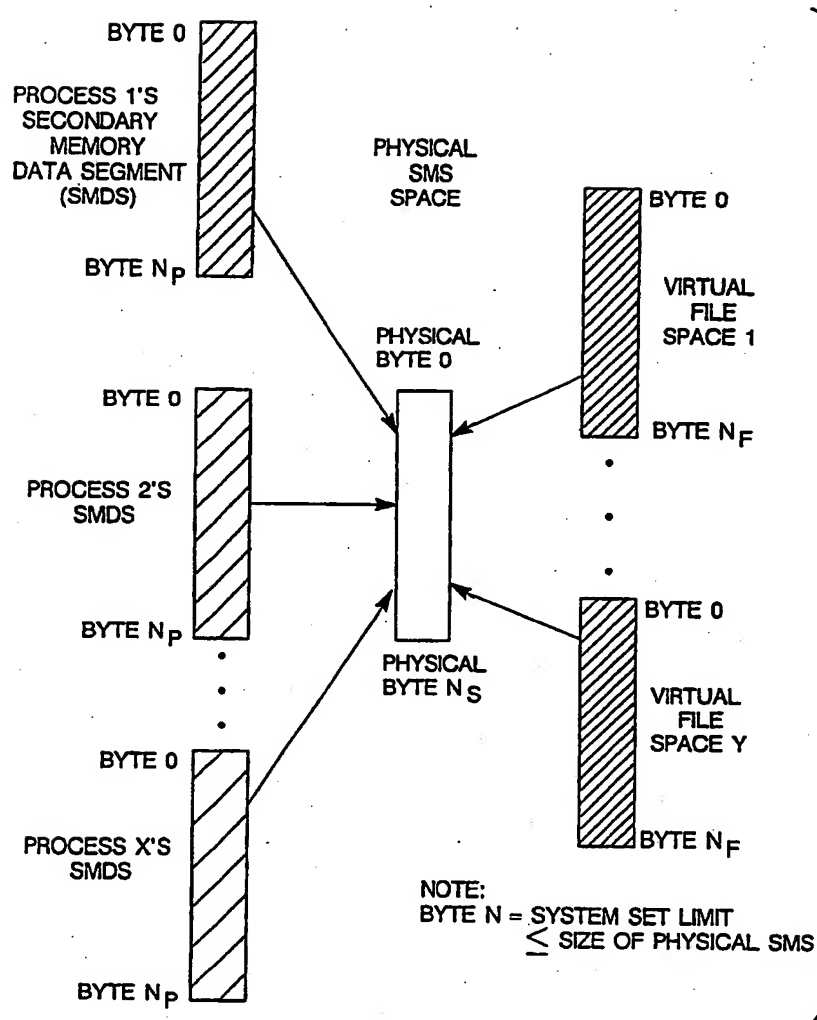 BYTE 0
PROCESS 1'S
SECONDARY
MEMORY
DATA SEGMENT
(SMDS)
BYTE NP
PHYSICAL
SMS
SPACE
BYTE 0
VIRTUAL
FILE
SPACE 1
BYTE NF
PHYSICAL
BYTE 0
BYTE 0
PROCESS 2'S
SMDS
BYTE NP
PHYSICAL
BYTE NS
BYTE 0
VIRTUAL
FILE
SPACE Y
BYTE NF
BYTE 0
PROCESS X'S
SMDS
BYTE NP
NOTE:
BYTE N = SYSTEM SET LIMIT
≤ SIZE OF PHYSICAL SMS